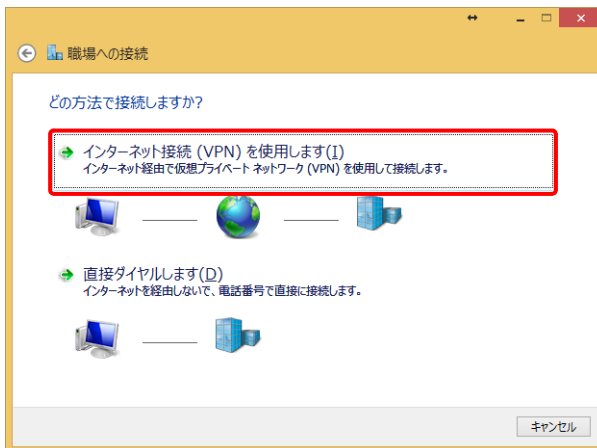 職場への接続
どの方法で接続しますか?
インターネット接続 (VPN) を使用します(I)
インターネット経由で仮想プライベート ネットワーク (VPN) を使用して接続します。
直接ダイヤルします(D)
インターネットを経由しないで、電話番号で直接に接続します。
キャンセル